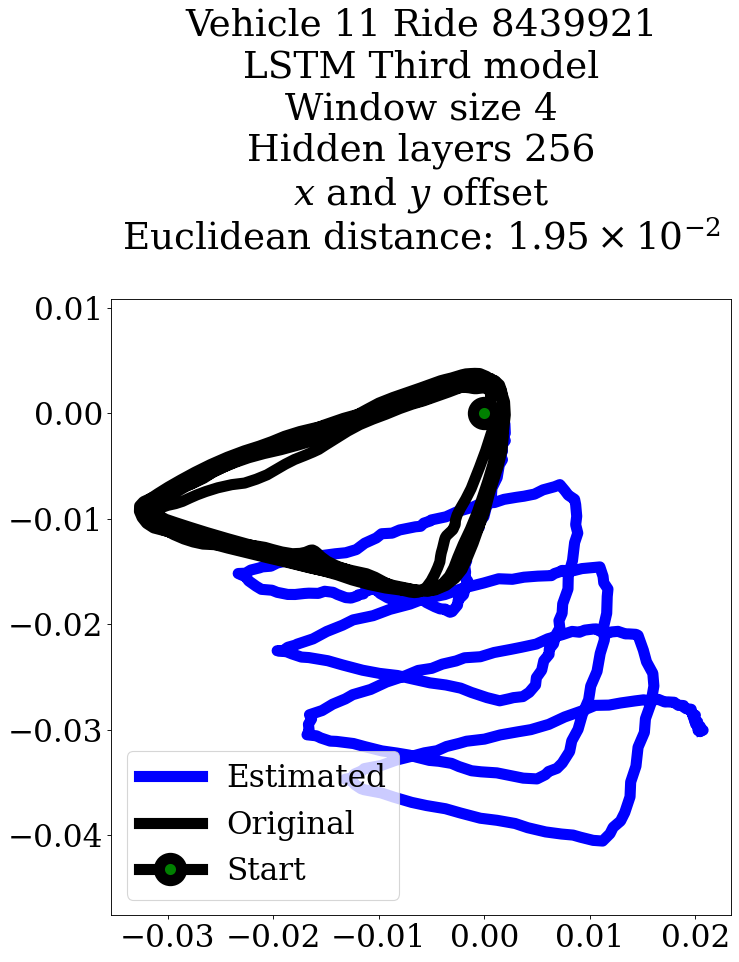 Vehicle 11 Ride 8439921
LSTM Third model
Window size 4
Hidden layers 256
x and y offset
Euclidean distance: 1.95 × 10⁻²
0.01
0.00
−0.01
−0.02
−0.03
−0.04
Estimated
Original
Start
−0.03 −0.02 −0.01 0.00 0.01 0.02